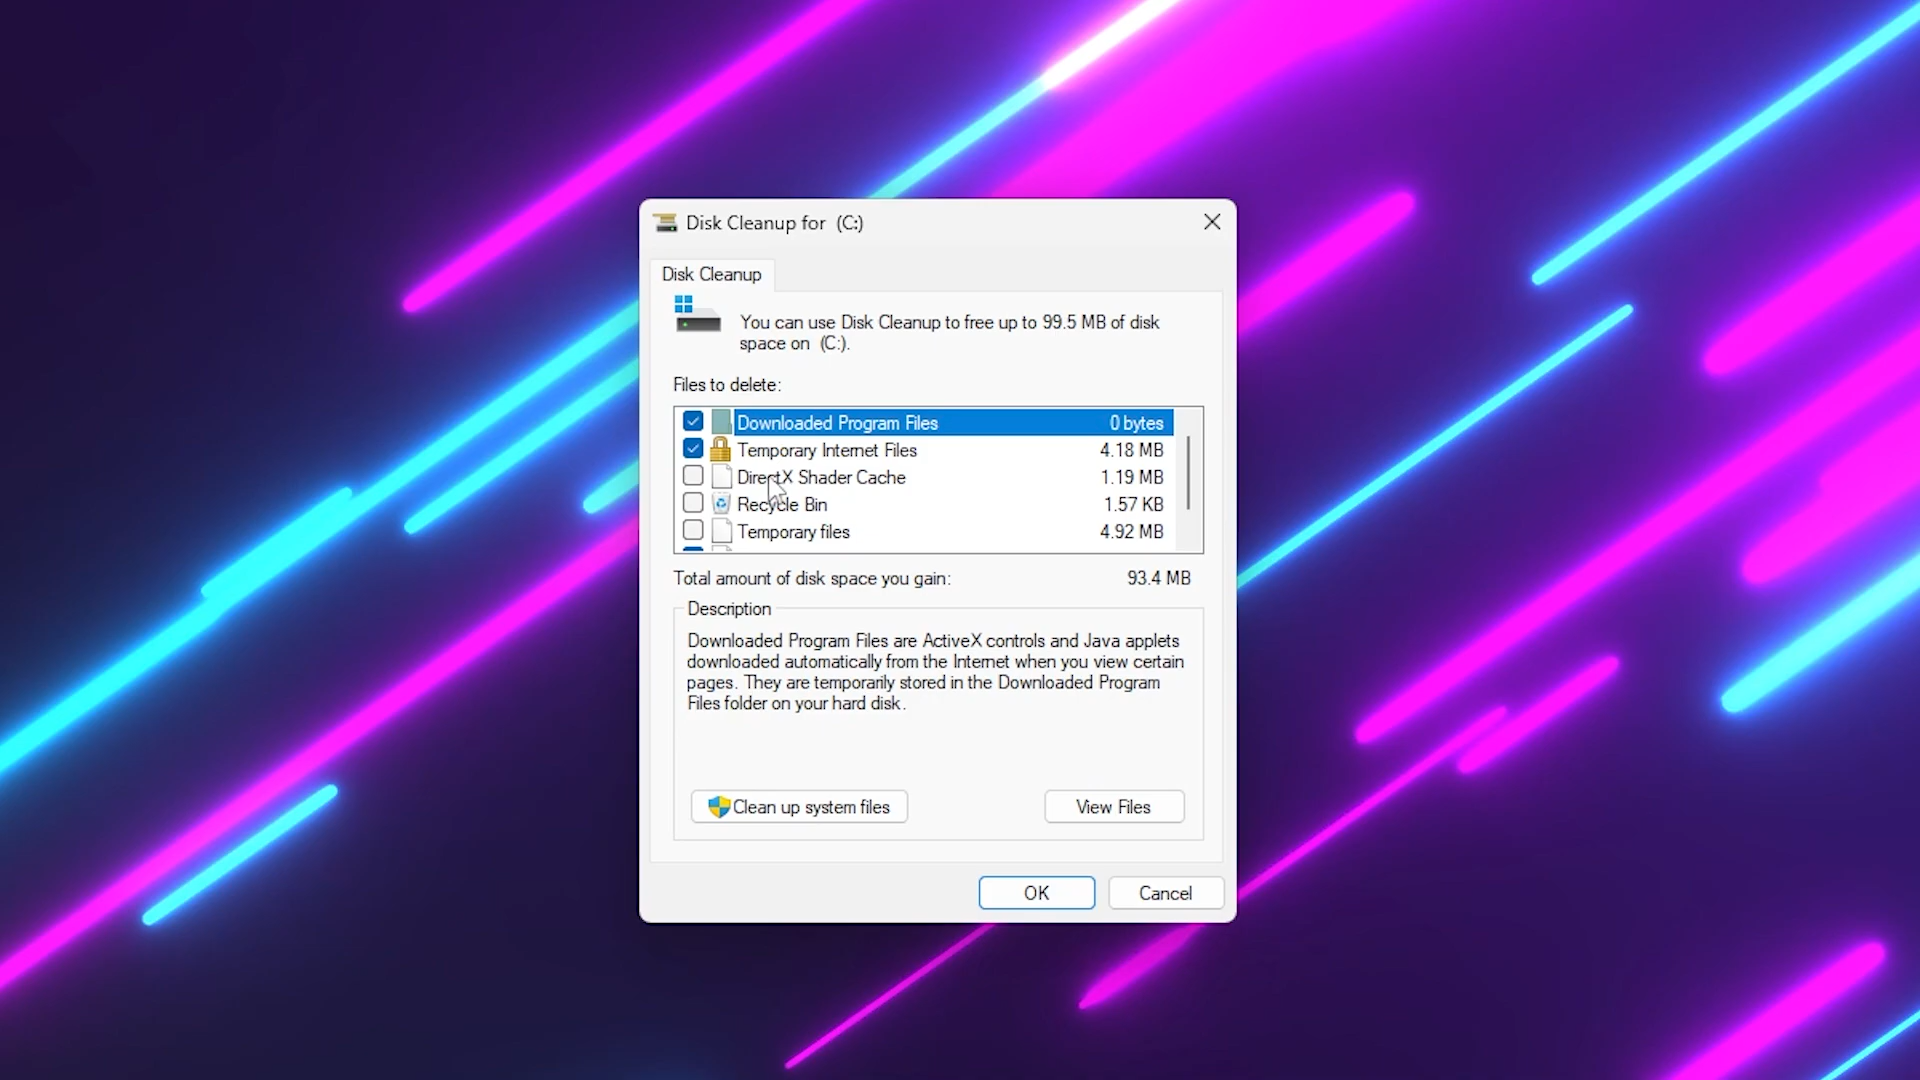 Disk Cleanup for  (C:)
Disk Cleanup
You can use Disk Cleanup to free up to 99.5 MB of disk
space on  (C:).
Files to delete:
Downloaded Program Files 0 bytes
Temporary Internet Files 4.18 MB
DirectX Shader Cache 1.19 MB
Recycle Bin 1.57 KB
Temporary files 4.92 MB
Total amount of disk space you gain: 93.4 MB
Description
Downloaded Program Files are ActiveX controls and Java applets
downloaded automatically from the Internet when you view certain
pages. They are temporarily stored in the Downloaded Program
Files folder on your hard disk.
Clean up system files View Files
OK Cancel